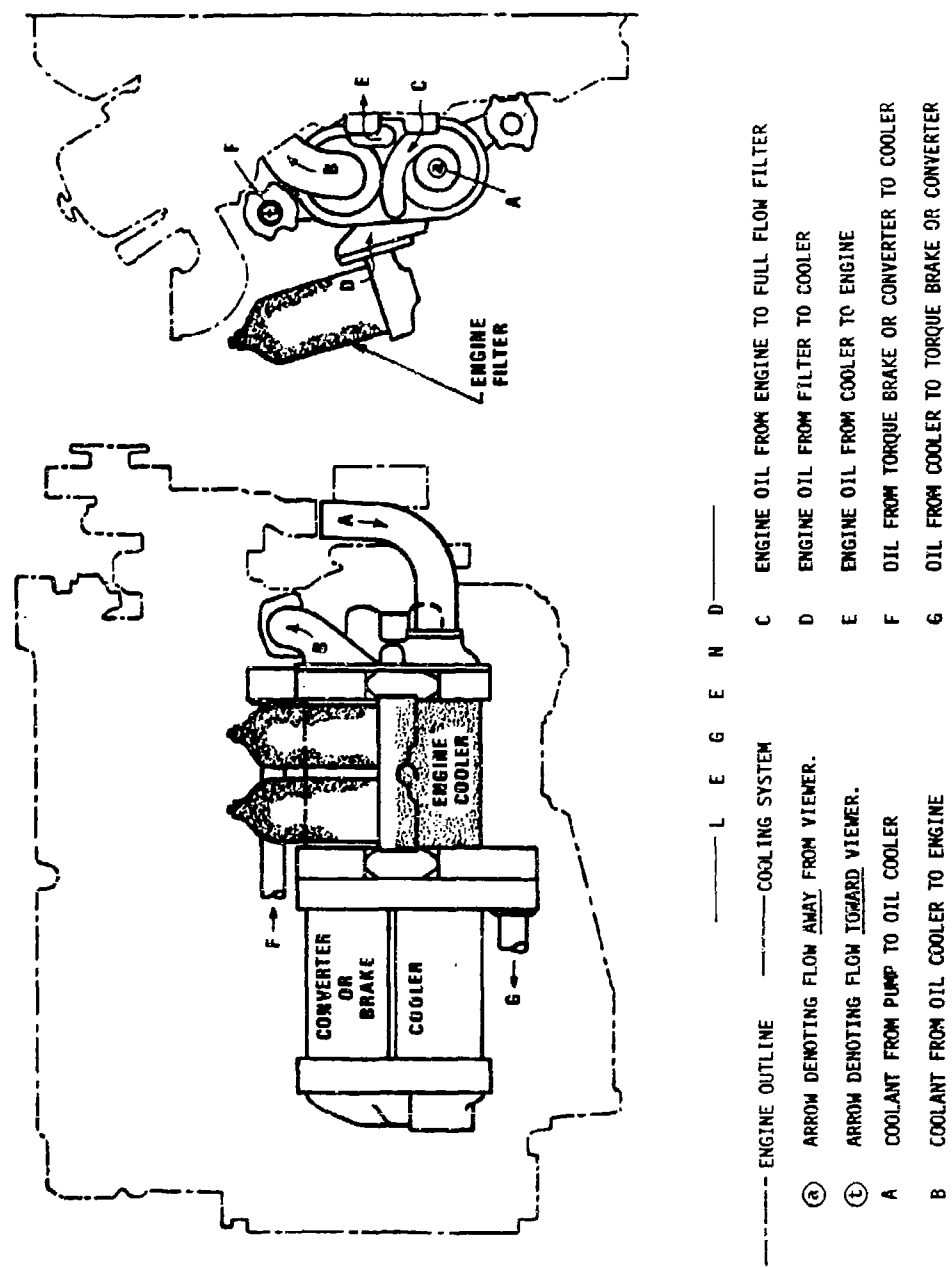 F
E
B
C
D
A
ENGINE
FILTER
A
B
F
ENGINE
COOLER
CONVERTER
OR
BRAKE
COOLER
G
LEGEND
ENGINE OUTLINE
COOLING SYSTEM
a ARROW DENOTING FLOW AWAY FROM VIEWER.
t ARROW DENOTING FLOW TOWARD VIEWER.
A COOLANT FROM PUMP TO OIL COOLER
B COOLANT FROM OIL COOLER TO ENGINE
C ENGINE OIL FROM ENGINE TO FULL FLOW FILTER
D ENGINE OIL FROM FILTER TO COOLER
E ENGINE OIL FROM COOLER TO ENGINE
F OIL FROM TORQUE BRAKE OR CONVERTER TO COOLER
G OIL FROM COOLER TO TORQUE BRAKE OR CONVERTER
t
a